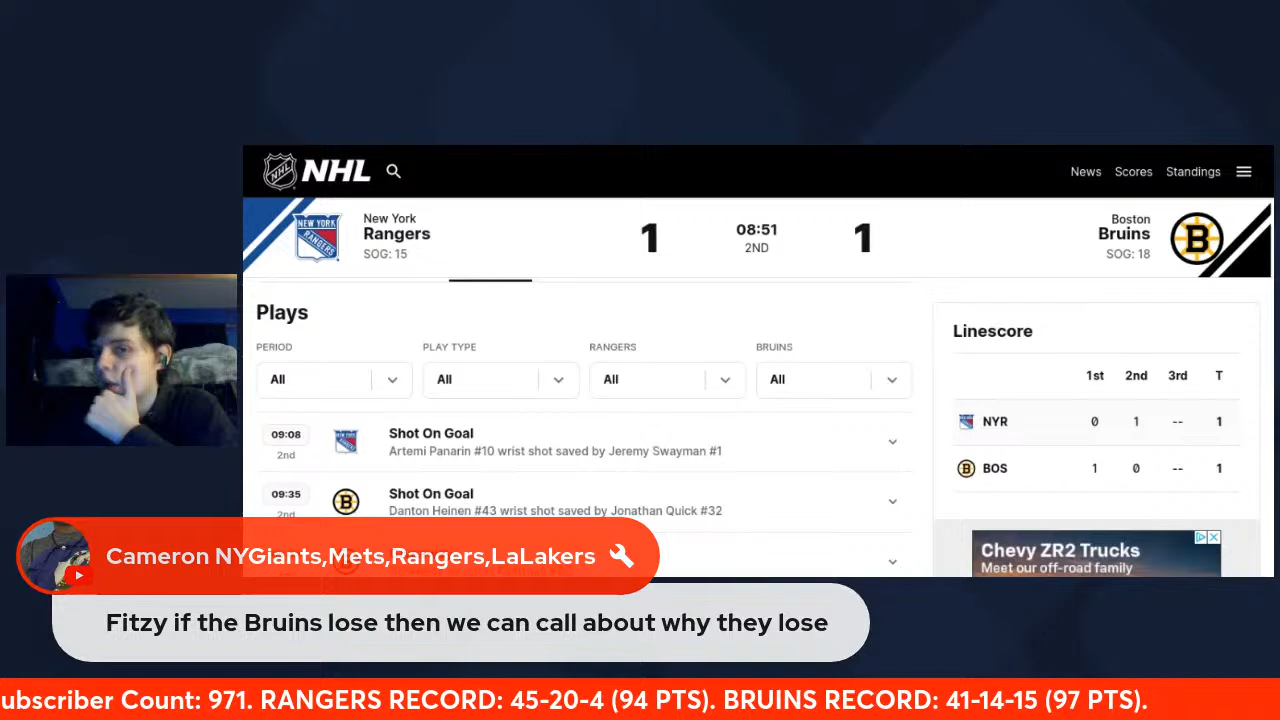 NHL
News Scores Standings
New York
Rangers
SOG: 15
1
08:51
2ND
1
Boston
Bruins
SOG: 18
NEW YORK
RANGERS
B
Plays
PERIOD PLAY TYPE RANGERS BRUINS
All All All All
09:08
2nd
Shot On Goal
Artemi Panarin #10 wrist shot saved by Jeremy Swayman #1
09:35
2nd
B
Shot On Goal
Danton Heinen #43 wrist shot saved by Jonathan Quick #32
Linescore
1st 2nd 3rd T
NYR 0 1 -- 1
BOS 1 0 -- 1
Chevy ZR2 Trucks
Meet our off-road family
Cameron NYGiants,Mets,Rangers,LaLakers
Fitzy if the Bruins lose then we can call about why they lose
ubscriber Count: 971. RANGERS RECORD: 45-20-4 (94 PTS). BRUINS RECORD: 41-14-15 (97 PTS).